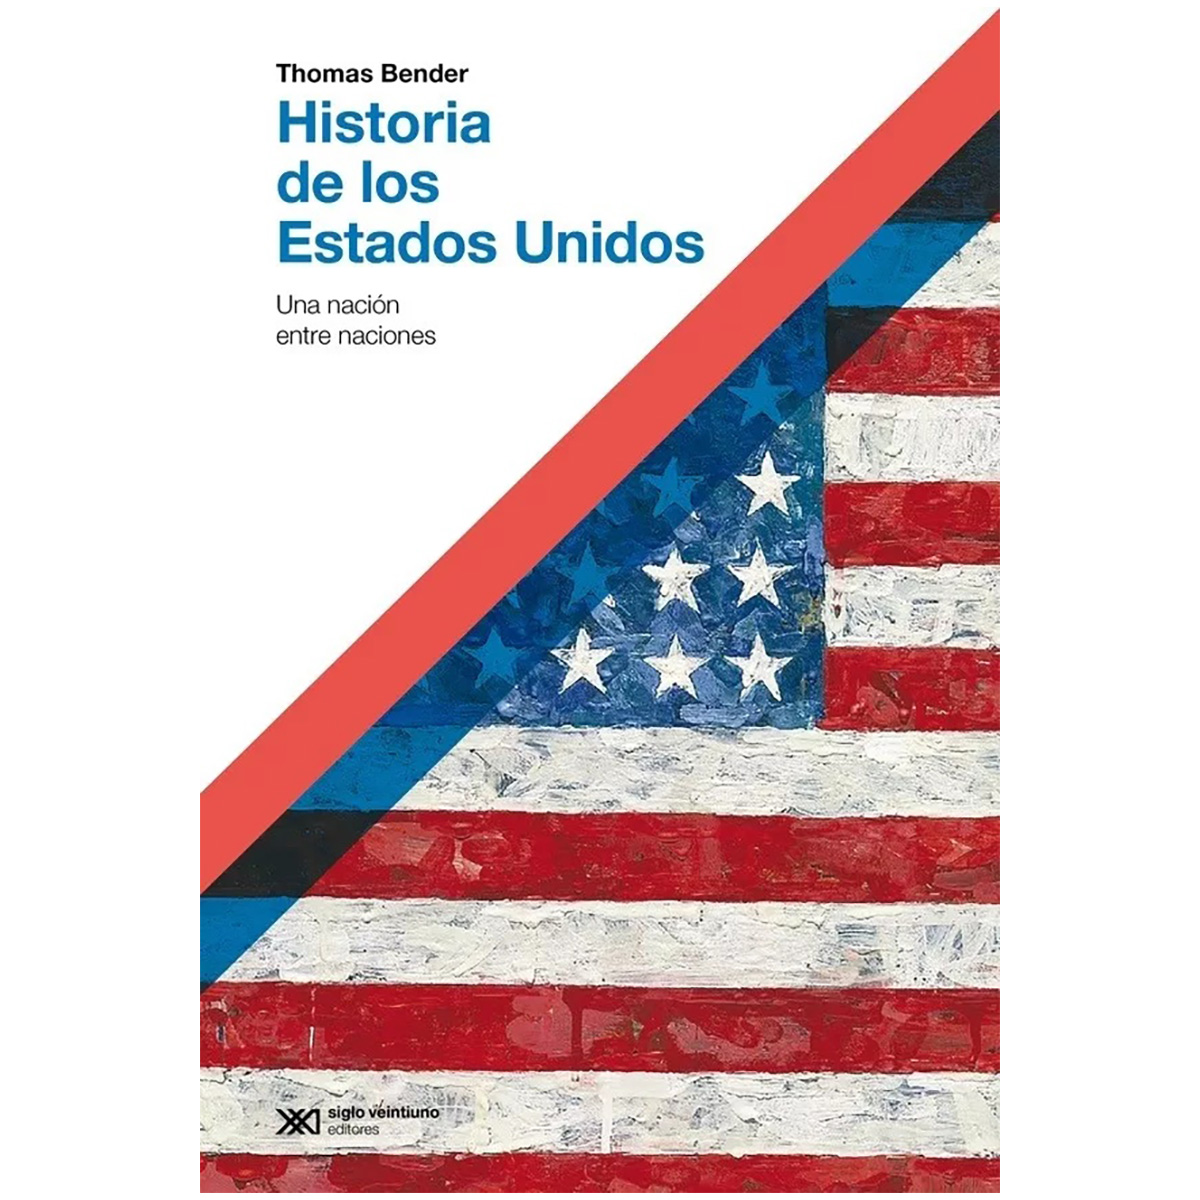 Thomas Bender
Historia
de los
Estados Unidos
Una nación
entre naciones
siglo veintiuno
editores